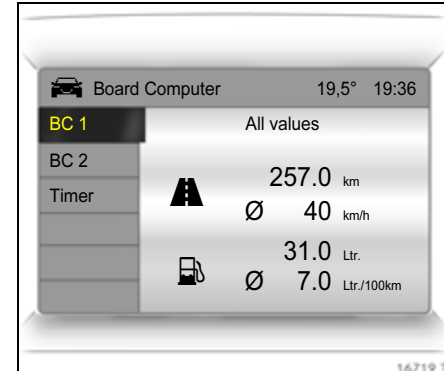 Board Computer 19,5° 19:36
BC 1
All values
BC 2
Timer
257.0 km
Ø 40 km/h
31.0 Ltr.
Ø 7.0 Ltr./100km
16719 T